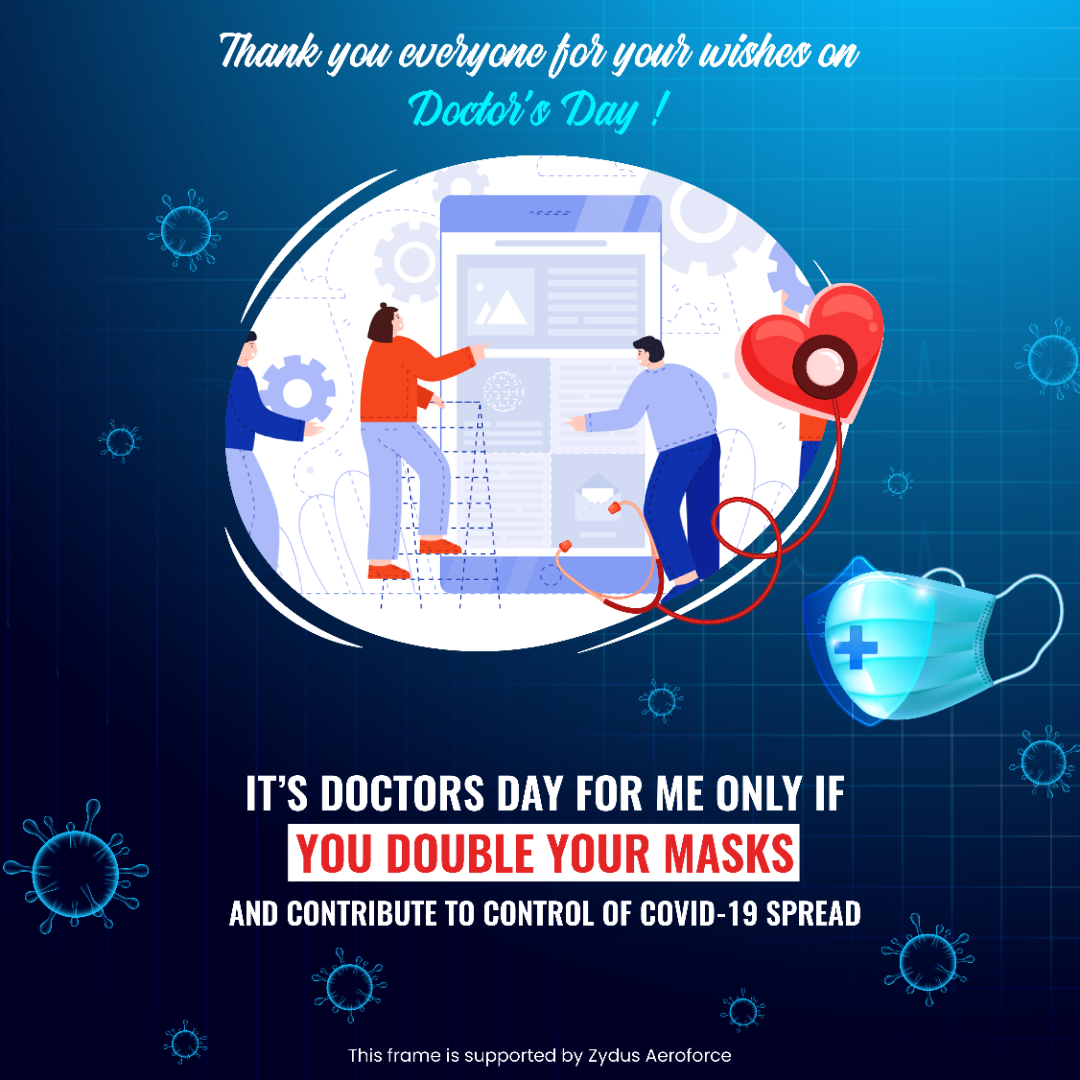 Thank you everyone for your wishes on
Doctor's Day !
IT'S DOCTORS DAY FOR ME ONLY IF
YOU DOUBLE YOUR MASKS
AND CONTRIBUTE TO CONTROL OF COVID-19 SPREAD
This frame is supported by Zydus Aeroforce